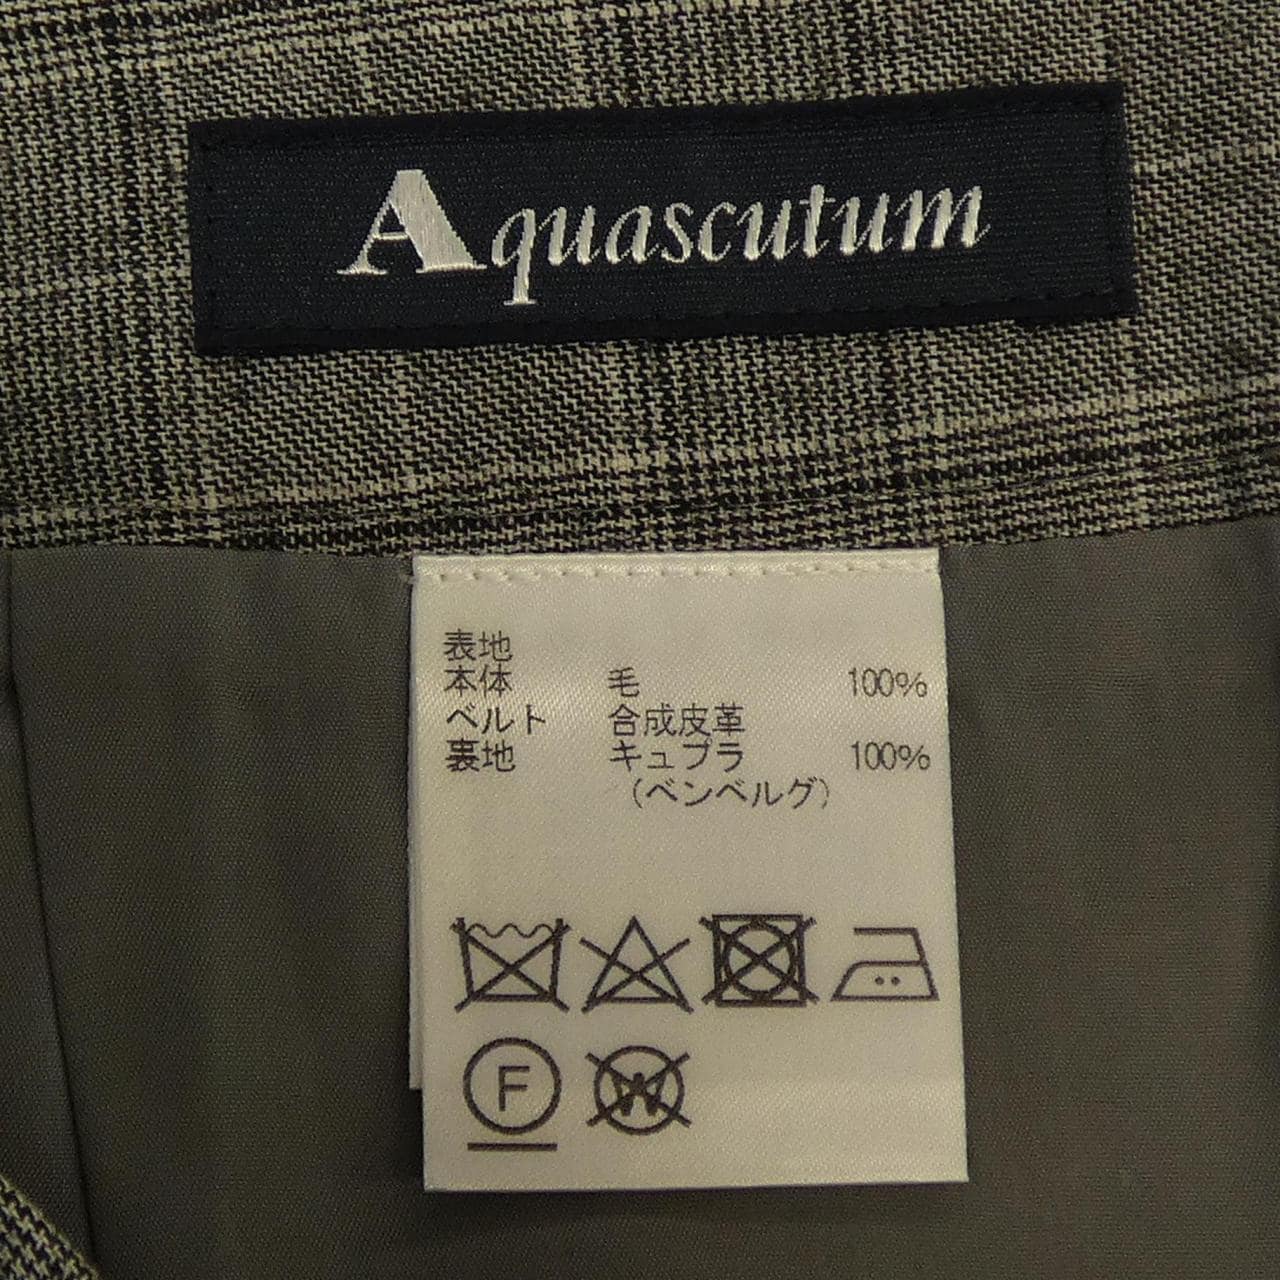 Aquascutum
表地
本体 毛 100%
ベルト 合成皮革
裏地 キュプラ 100%
(ベンベルグ)
F W